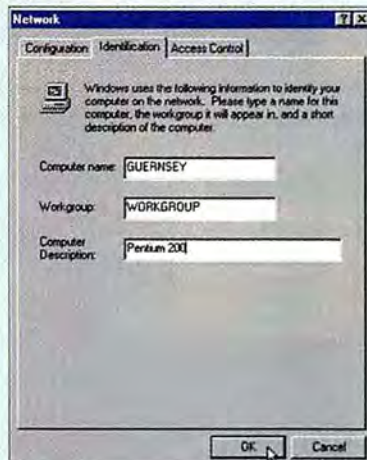 Network
Configuration Identification Access Control
Windows uses the following information to identify your
computer on the network. Please type a name for this
computer, the workgroup it will appear in, and a short
description of the computer.
Computer name: GUERNSEY
Workgroup: WORKGROUP
Computer
Description: Pentium 200
OK Cancel